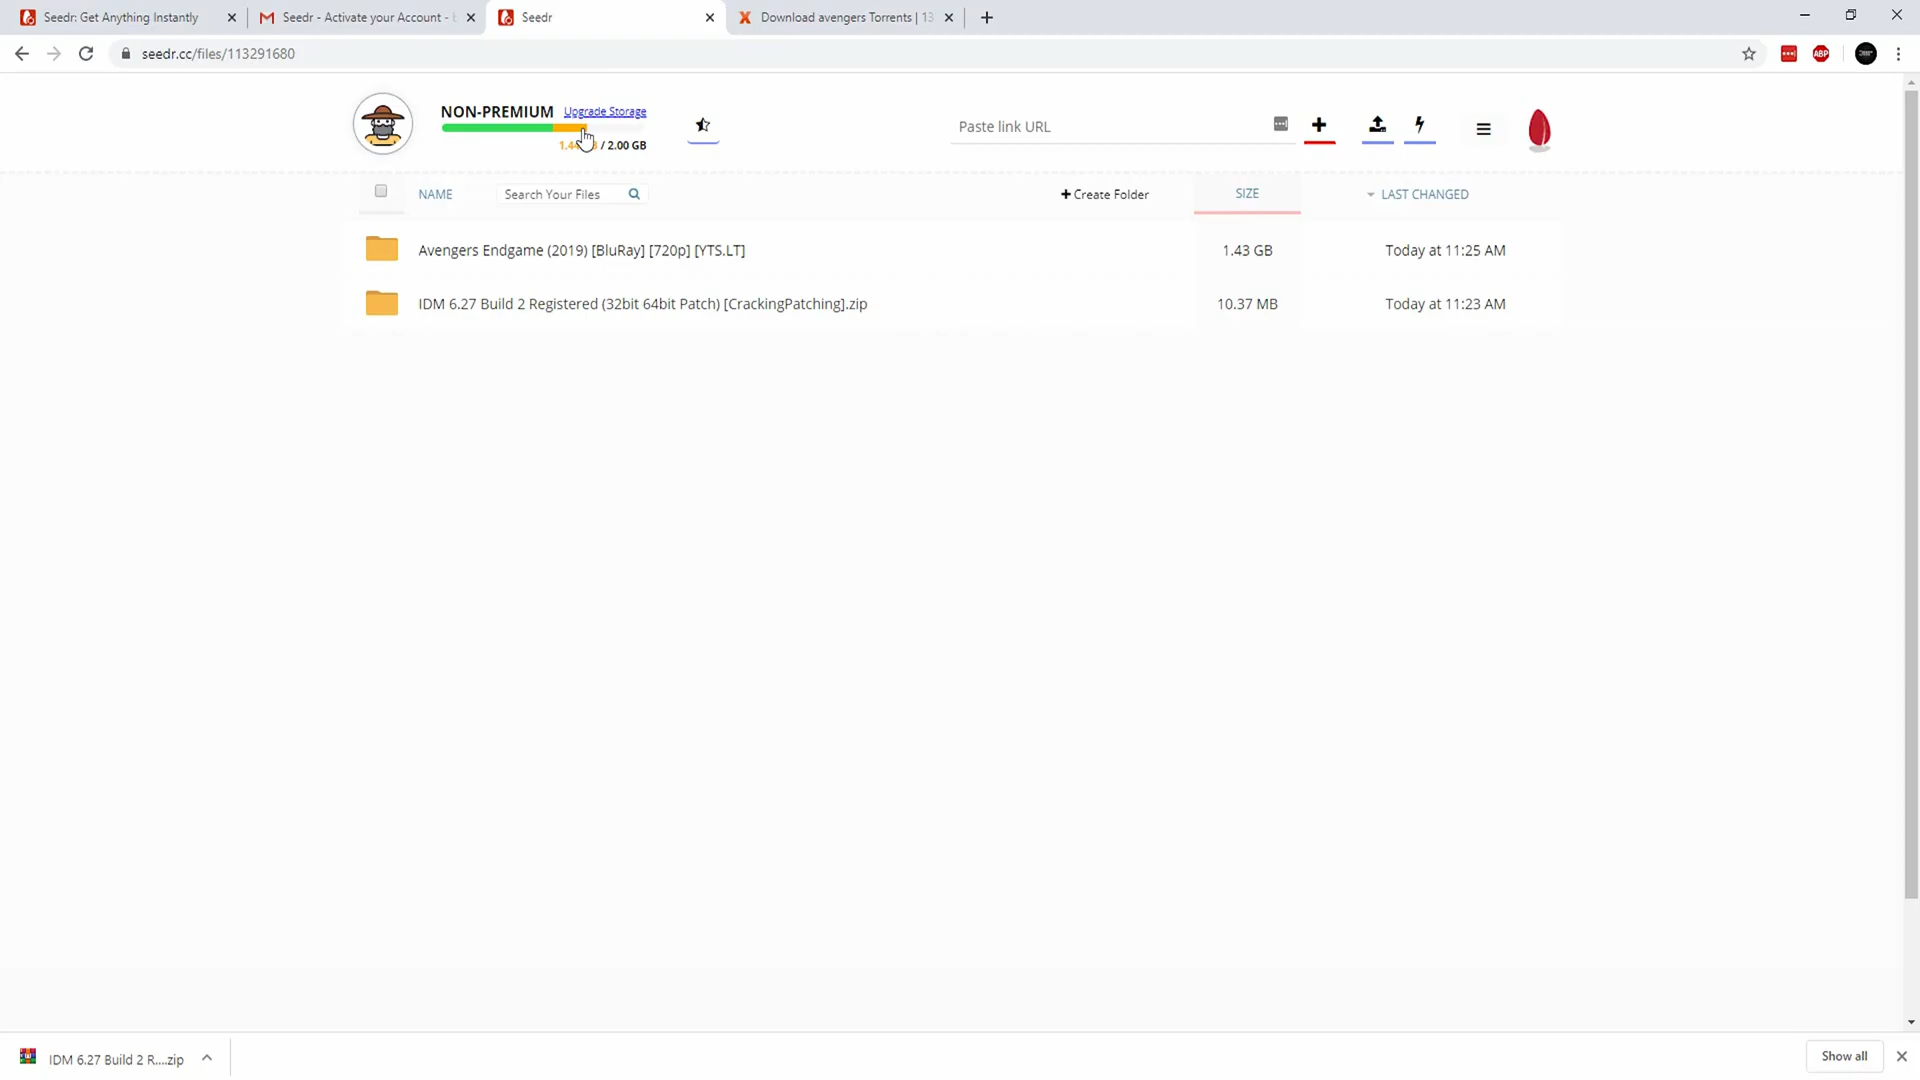 Seedr: Get Anything Instantly
Seedr - Activate your Account -
Seedr
Download avengers Torrents | 13
seedr.cc/files/113291680
ABP
NON-PREMIUM Upgrade Storage
/ 2.00 GB
Paste link URL
NAME Search Your Files + Create Folder SIZE LAST CHANGED
Avengers Endgame (2019) [BluRay] [720p] [YTS.LT] 1.43 GB Today at 11:25 AM
IDM 6.27 Build 2 Registered (32bit 64bit Patch) [CrackingPatching].zip 10.37 MB Today at 11:23 AM
IDM 6.27 Build 2 R....zip
Show all